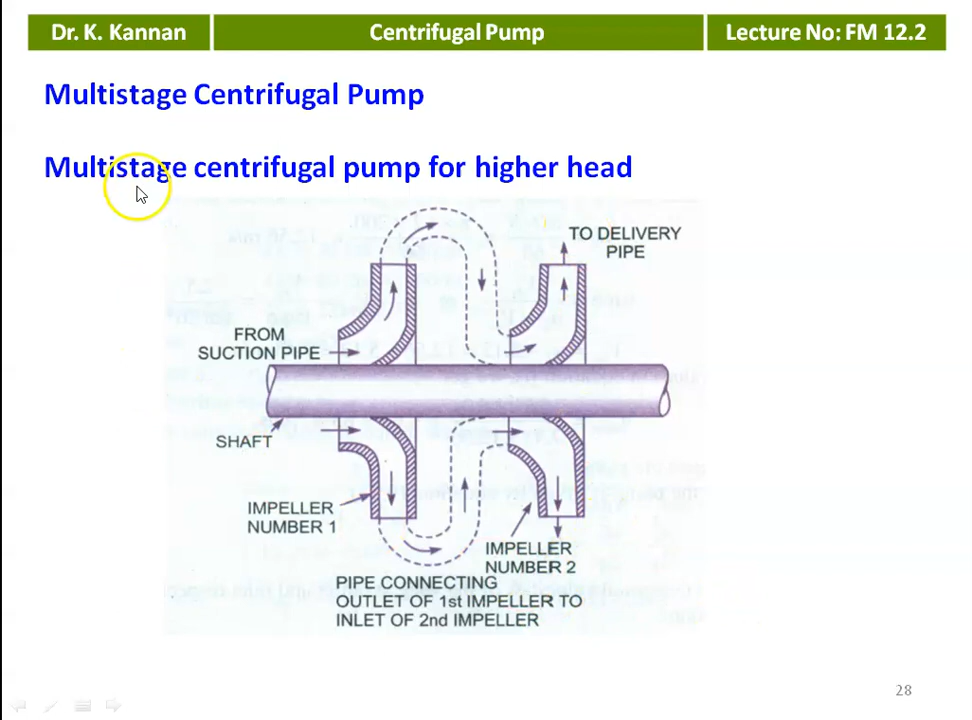 Dr. K. Kannan
Centrifugal Pump
Lecture No: FM 12.2
Multistage Centrifugal Pump
Multistage centrifugal pump for higher head
TO DELIVERY
PIPE
FROM
SUCTION PIPE
SHAFT
IMPELLER
NUMBER 1
IMPELLER
NUMBER 2
PIPE CONNECTING
OUTLET OF 1st IMPELLER TO
INLET OF 2nd IMPELLER
28